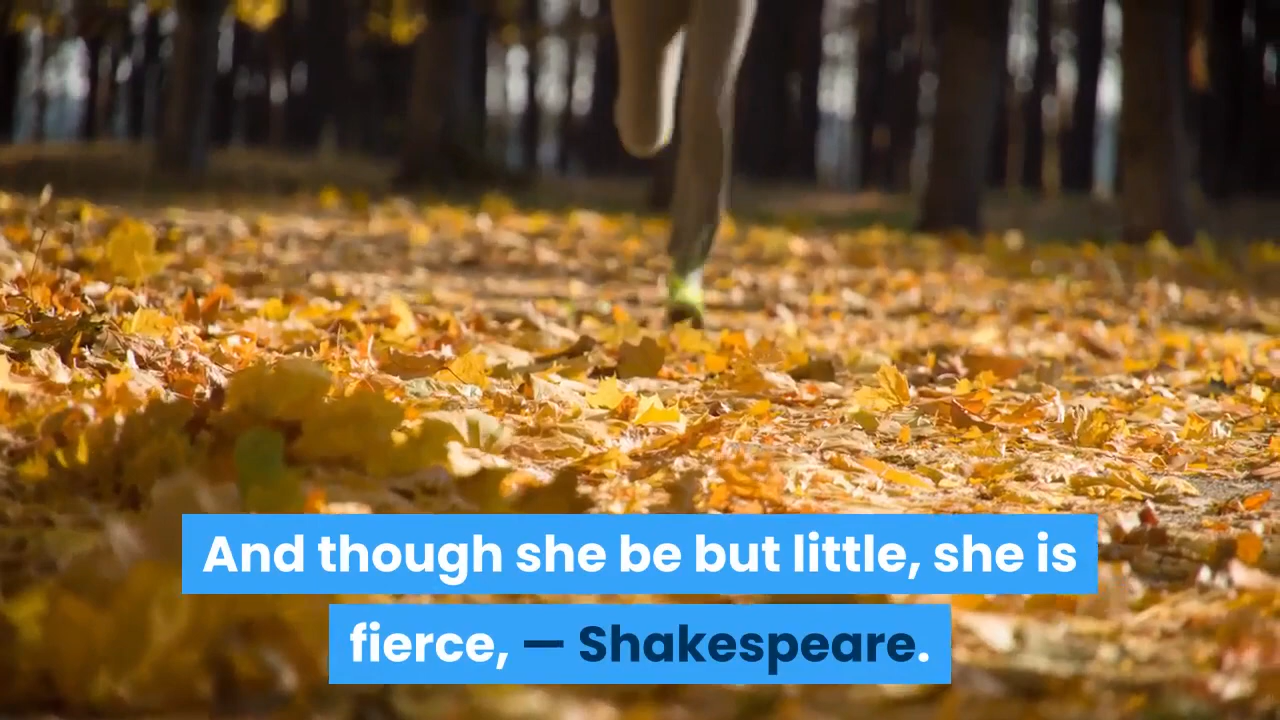 And though she be but little, she is
fierce, — Shakespeare.